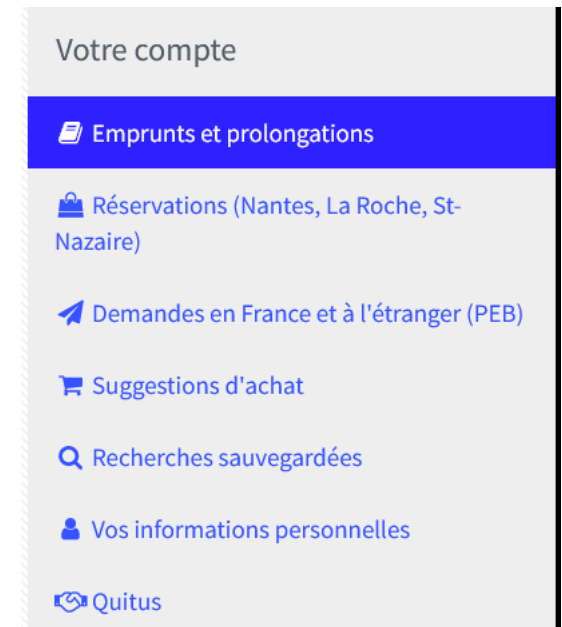 Votre compte
Emprunts et prolongations
Réservations (Nantes, La Roche, St-
Nazaire)
Demandes en France et à l'étranger (PEB)
Suggestions d'achat
Recherches sauvegardées
Vos informations personnelles
Quitus